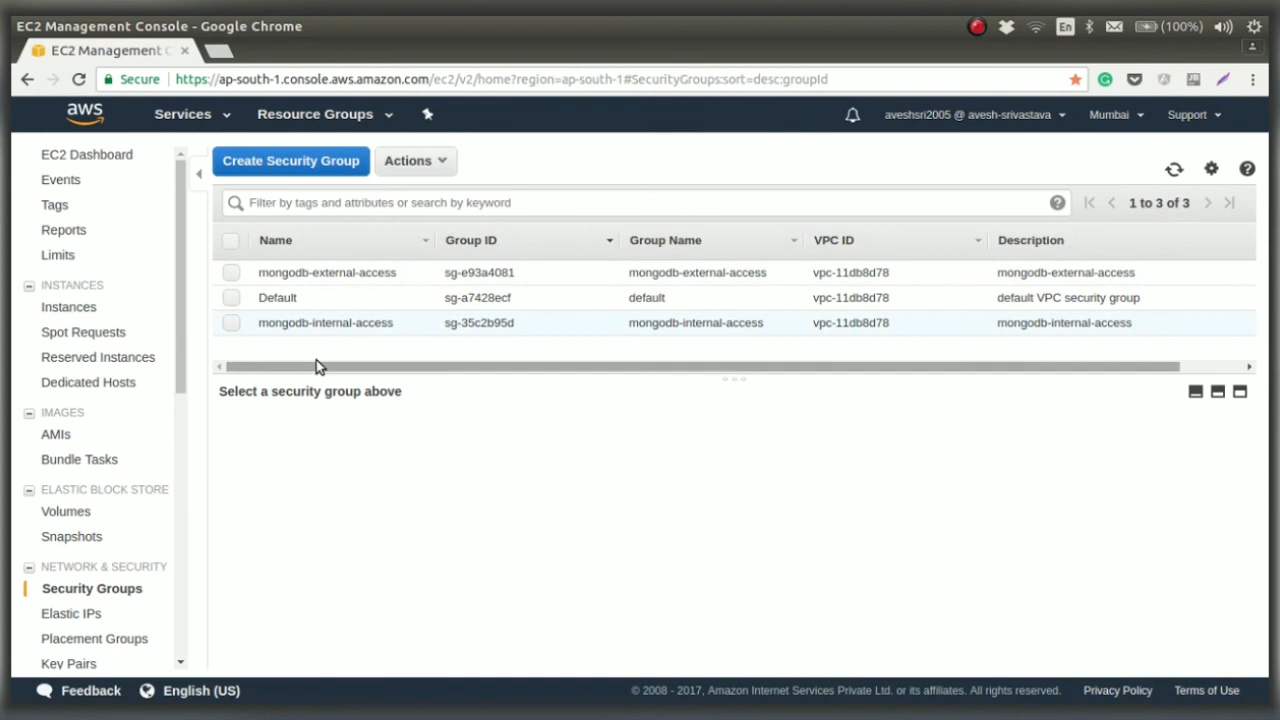 EC2 Management Console - Google Chrome
En
(100%)
EC2 Management C
Secure
https://ap-south-1.console.aws.amazon.com/ec2/v2/home?region=ap-south-1#SecurityGroups:sort=desc:groupId
aws
Services
Resource Groups
aveshsri2005 @ avesh-srivastava
Mumbai
Support
EC2 Dashboard
Events
Tags
Reports
Limits
INSTANCES
Instances
Spot Requests
Reserved Instances
Dedicated Hosts
IMAGES
AMIs
Bundle Tasks
ELASTIC BLOCK STORE
Volumes
Snapshots
NETWORK & SECURITY
Security Groups
Elastic IPs
Placement Groups
Key Pairs
Create Security Group
Actions
Filter by tags and attributes or search by keyword
1 to 3 of 3
Name Group ID Group Name VPC ID Description
mongodb-external-access sg-e93a4081 mongodb-external-access vpc-11db8d78 mongodb-external-access
Default sg-a7428ecf default vpc-11db8d78 default VPC security group
mongodb-internal-access sg-35c2b95d mongodb-internal-access vpc-11db8d78 mongodb-internal-access
Select a security group above
Feedback
English (US)
© 2008 - 2017, Amazon Internet Services Private Ltd. or its affiliates. All rights reserved.
Privacy Policy
Terms of Use